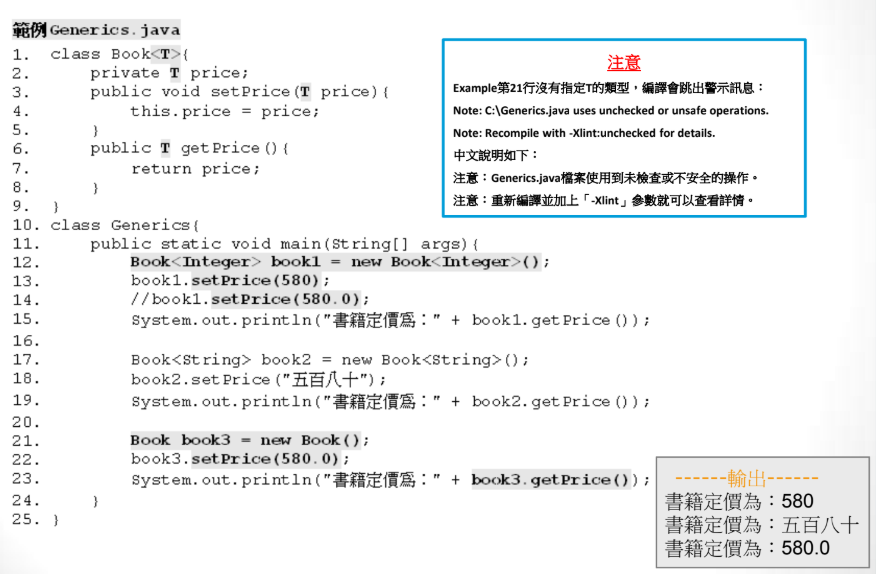 範例Generics.java
1. class Book<T>{
2.     private T price;
3.     public void setPrice(T price){
4.         this.price = price;
5.     }
6.     public T getPrice(){
7.         return price;
8.     }
9. }
10. class Generics{
11.     public static void main(String[] args){
12.         Book<Integer> book1 = new Book<Integer>();
13.         book1.setPrice(580);
14.         //book1.setPrice(580.0);
15.         System.out.println("書籍定價為：" + book1.getPrice());
16.
17.         Book<String> book2 = new Book<String>();
18.         book2.setPrice("五百八十");
19.         System.out.println("書籍定價為：" + book2.getPrice());
20.
21.         Book book3 = new Book();
22.         book3.setPrice(580.0);
23.         System.out.println("書籍定價為：" + book3.getPrice());
24.     }
25. }
注意
Example第21行沒有指定T的類型，編譯會跳出警示訊息：
Note: C:\Generics.java uses unchecked or unsafe operations.
Note: Recompile with -Xlint:unchecked for details.
中文說明如下：
注意：Generics.java檔案使用到未檢查或不安全的操作。
注意：重新編譯並加上「-Xlint」參數就可以查看詳情。
------輸出------
書籍定價為：580
書籍定價為：五百八十
書籍定價為：580.0